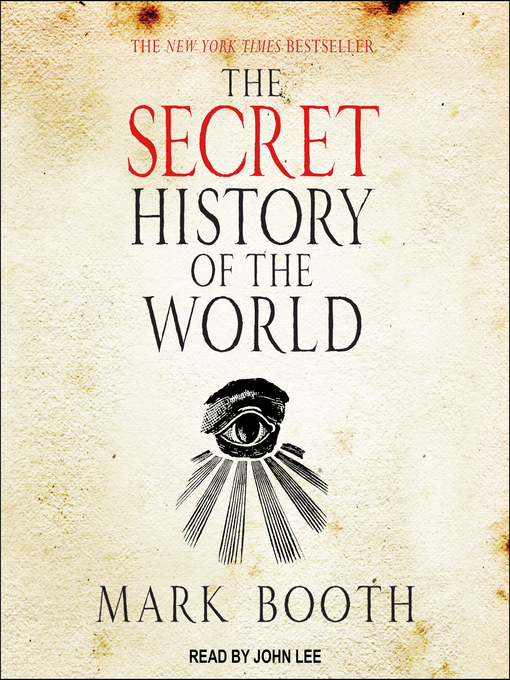 THE NEW YORK TIMES BESTSELLER
THE
SECRET
HISTORY
OF THE
WORLD
MARK BOOTH
READ BY JOHN LEE